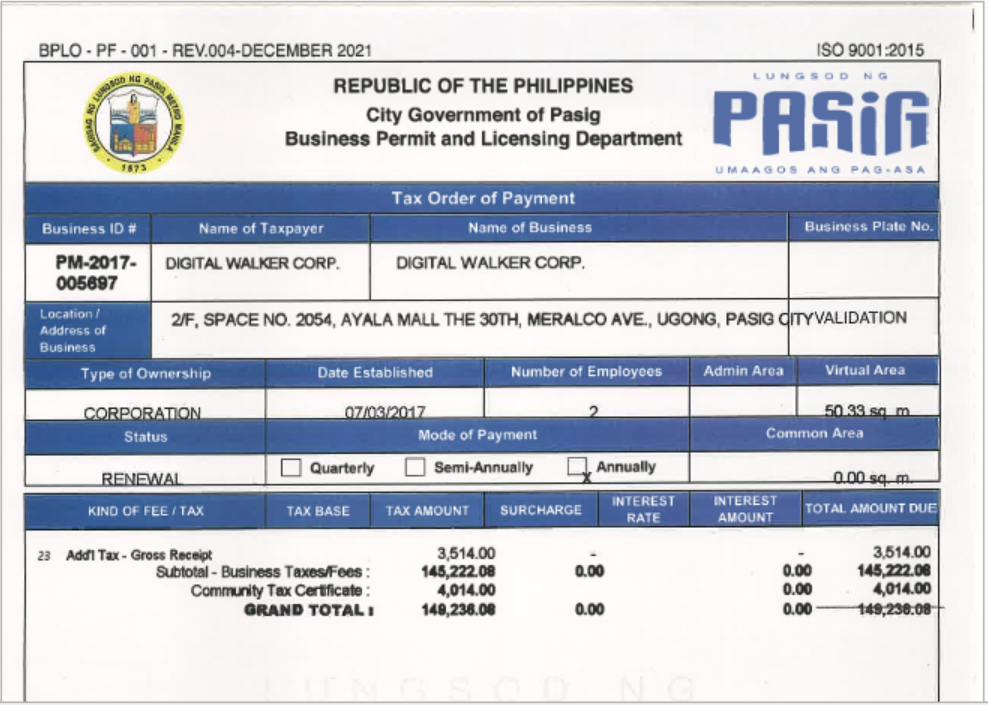 BPLO - PF - 001 - REV.004-DECEMBER 2021 ISO 9001:2015
SAGISAG NG LUNGSOD NG PASIG, METRO MANILA
1573
REPUBLIC OF THE PHILIPPINES
City Government of Pasig
Business Permit and Licensing Department
LUNGSOD NG
PASiG
UMAAGOS ANG PAG-ASA
Tax Order of Payment
Business ID # Name of Taxpayer Name of Business Business Plate No.
PM-2017-005697 DIGITAL WALKER CORP. DIGITAL WALKER CORP.
Location / Address of Business 2/F, SPACE NO. 2054, AYALA MALL THE 30TH, MERALCO AVE., UGONG, PASIG CITY VALIDATION
Type of Ownership Date Established Number of Employees Admin Area Virtual Area
CORPORATION 07/03/2017 2 50.33 sq. m.
Status Mode of Payment Common Area
RENEWAL Quarterly Semi-Annually x Annually 0.00 sq. m.
KIND OF FEE / TAX TAX BASE TAX AMOUNT SURCHARGE INTEREST RATE INTEREST AMOUNT TOTAL AMOUNT DUE
23 Add'l Tax - Gross Receipt 3,514.00 - - 3,514.00
Subtotal - Business Taxes/Fees : 145,222.08 0.00 0.00 145,222.08
Community Tax Certificate : 4,014.00 0.00 4,014.00
GRAND TOTAL : 149,236.08 0.00 0.00 149,236.08
LUNGSOD NG